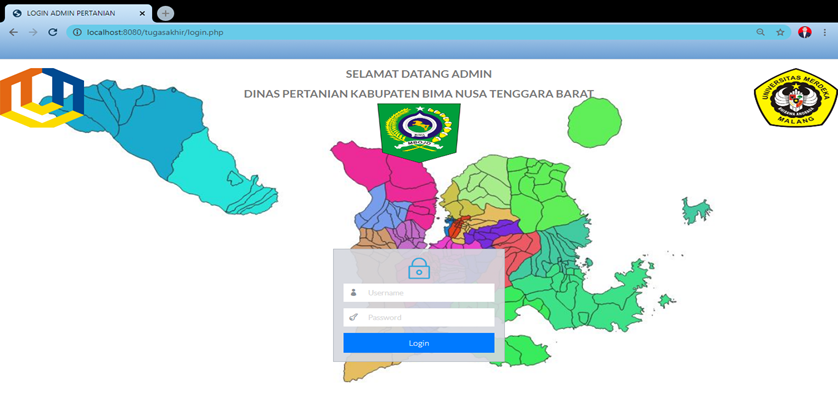 LOGIN ADMIN PERTANIAN
localhost:8080/tugasakhir/login.php
SELAMAT DATANG ADMIN
DINAS PERTANIAN KABUPATEN BIMA NUSA TENGGARA BARAT
UNIVERSITAS MERDEKA
MALANG
MBOJO
Username
Password
Login